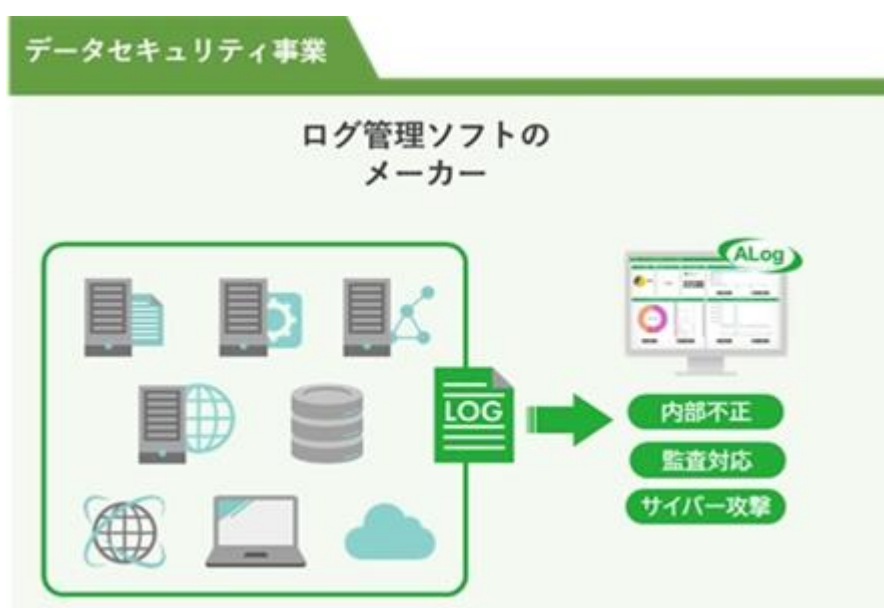 データセキュリティ事業
ログ管理ソフトの
メーカー
ALog
LOG
内部不正
監査対応
サイバー攻撃